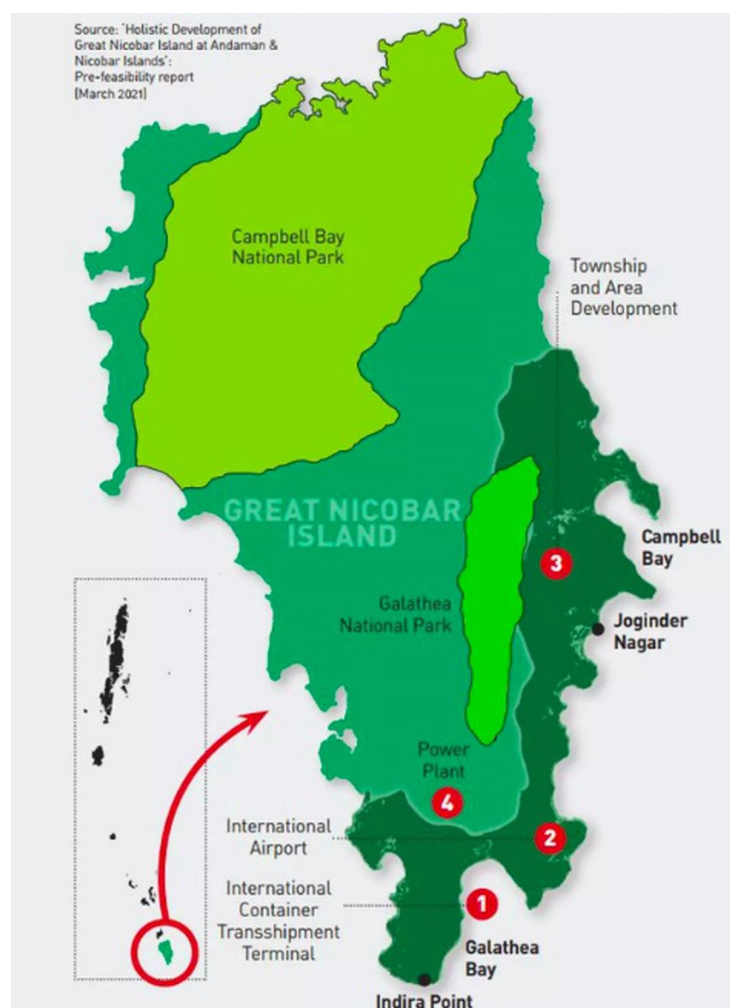 Source: 'Holistic Development of
Great Nicobar Island at Andaman &
Nicobar Islands':
Pre-feasibility report
(March 2021)
Campbell Bay
National Park
Township
and Area
Development
GREAT NICOBAR
ISLAND
Campbell
Bay
3
Galathea
National Park
Joginder
Nagar
Power
Plant
4
International
Airport
2
International
Container
Transshipment
Terminal
1
Galathea
Bay
Indira Point